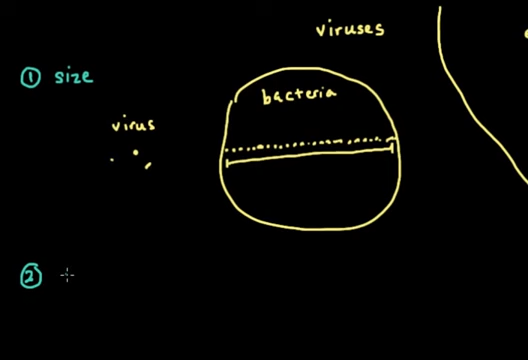 viruses
① size
bacteria
virus
②